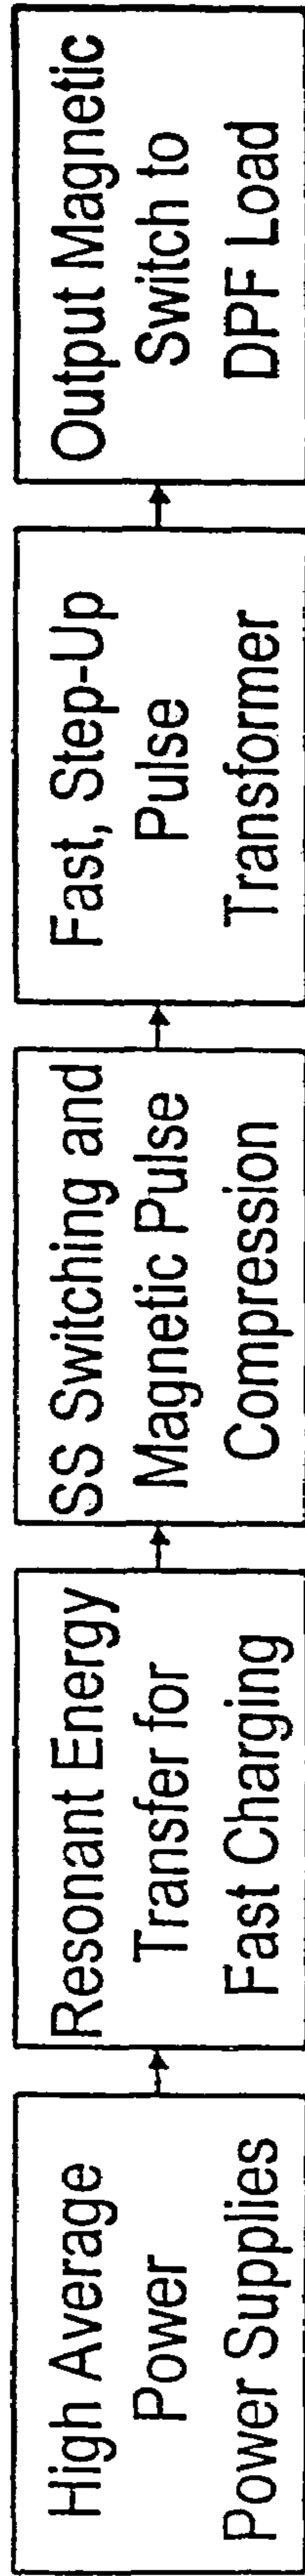 High Average
Power
Power Supplies
Resonant Energy
Transfer for
Fast Charging
SS Switching and
Magnetic Pulse
Compression
Fast, Step-Up
Pulse
Transformer
Output Magnetic
Switch to
DPF Load